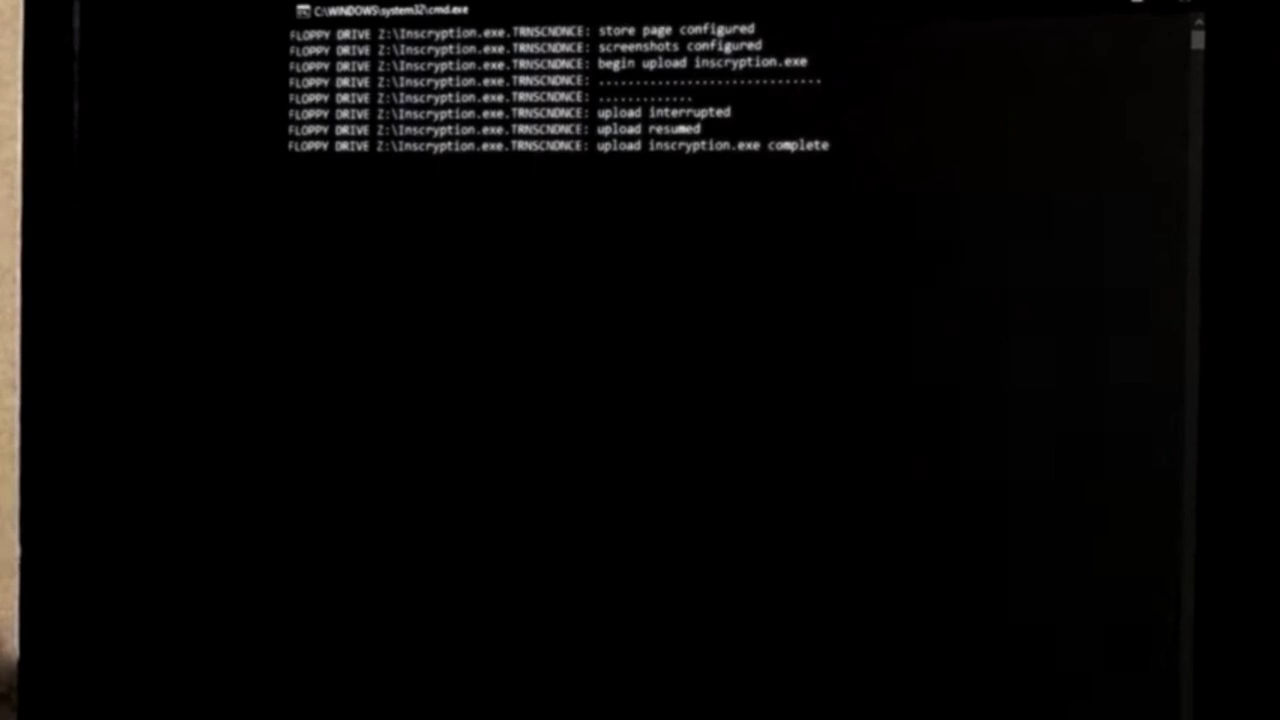 C:\WINDOWS\system32\cmd.exe
FLOPPY DRIVE Z:\Inscryption.exe.TRNSCNDNCE: store page configured
FLOPPY DRIVE Z:\Inscryption.exe.TRNSCNDNCE: screenshots configured
FLOPPY DRIVE Z:\Inscryption.exe.TRNSCNDNCE: begin upload inscryption.exe
FLOPPY DRIVE Z:\Inscryption.exe.TRNSCNDNCE: ..............................
FLOPPY DRIVE Z:\Inscryption.exe.TRNSCNDNCE: .............
FLOPPY DRIVE Z:\Inscryption.exe.TRNSCNDNCE: upload interrupted
FLOPPY DRIVE Z:\Inscryption.exe.TRNSCNDNCE: upload resumed
FLOPPY DRIVE Z:\Inscryption.exe.TRNSCNDNCE: upload inscryption.exe complete